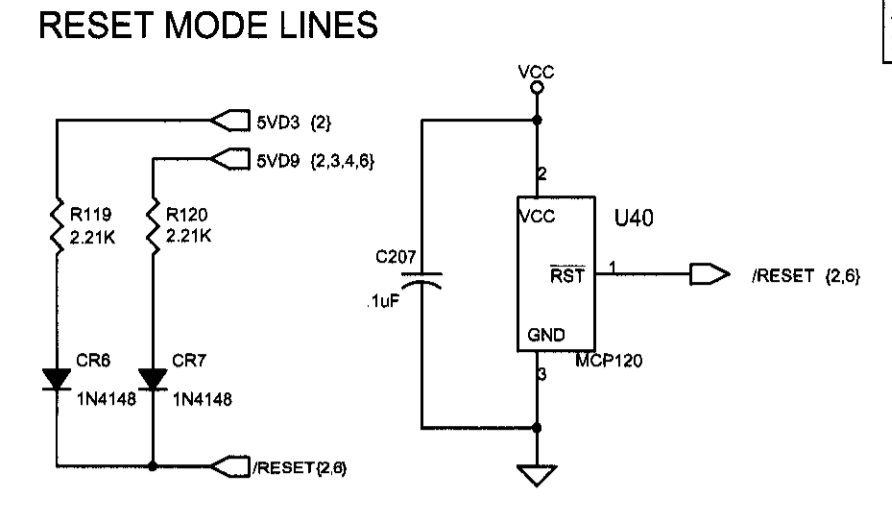 RESET MODE LINES
5VD3 {2}
5VD9 {2,3,4,6}
R119
2.21K
R120
2.21K
CR6
1N4148
CR7
1N4148
/RESET{2,6}
VCC
2
VCC
U40
C207
.1uF
RST
1
/RESET {2,6}
GND
MCP120
3